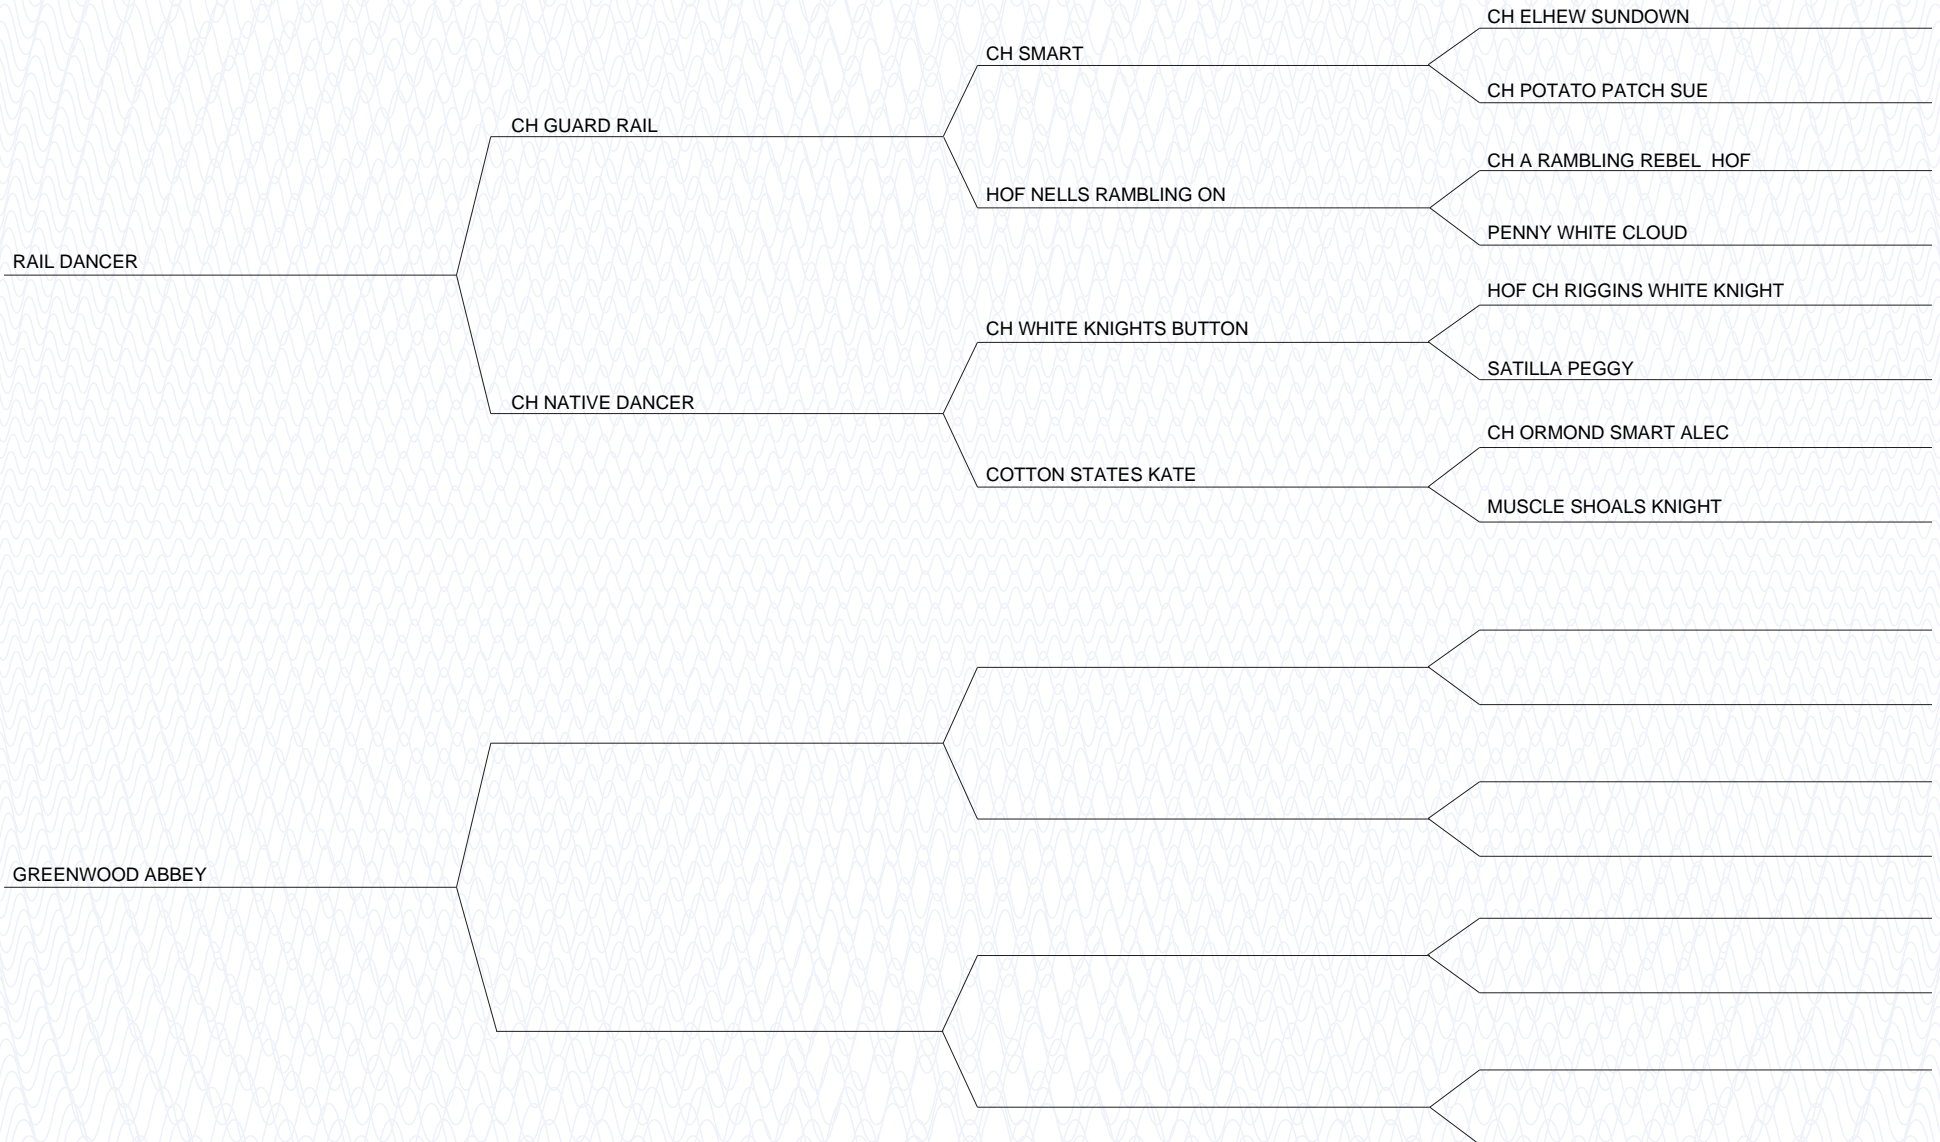 CH ELHEW SUNDOWN
CH SMART
CH POTATO PATCH SUE
CH GUARD RAIL
CH A RAMBLING REBEL  HOF
HOF NELLS RAMBLING ON
PENNY WHITE CLOUD
RAIL DANCER
HOF CH RIGGINS WHITE KNIGHT
CH WHITE KNIGHTS BUTTON
SATILLA PEGGY
CH NATIVE DANCER
CH ORMOND SMART ALEC
COTTON STATES KATE
MUSCLE SHOALS KNIGHT
GREENWOOD ABBEY